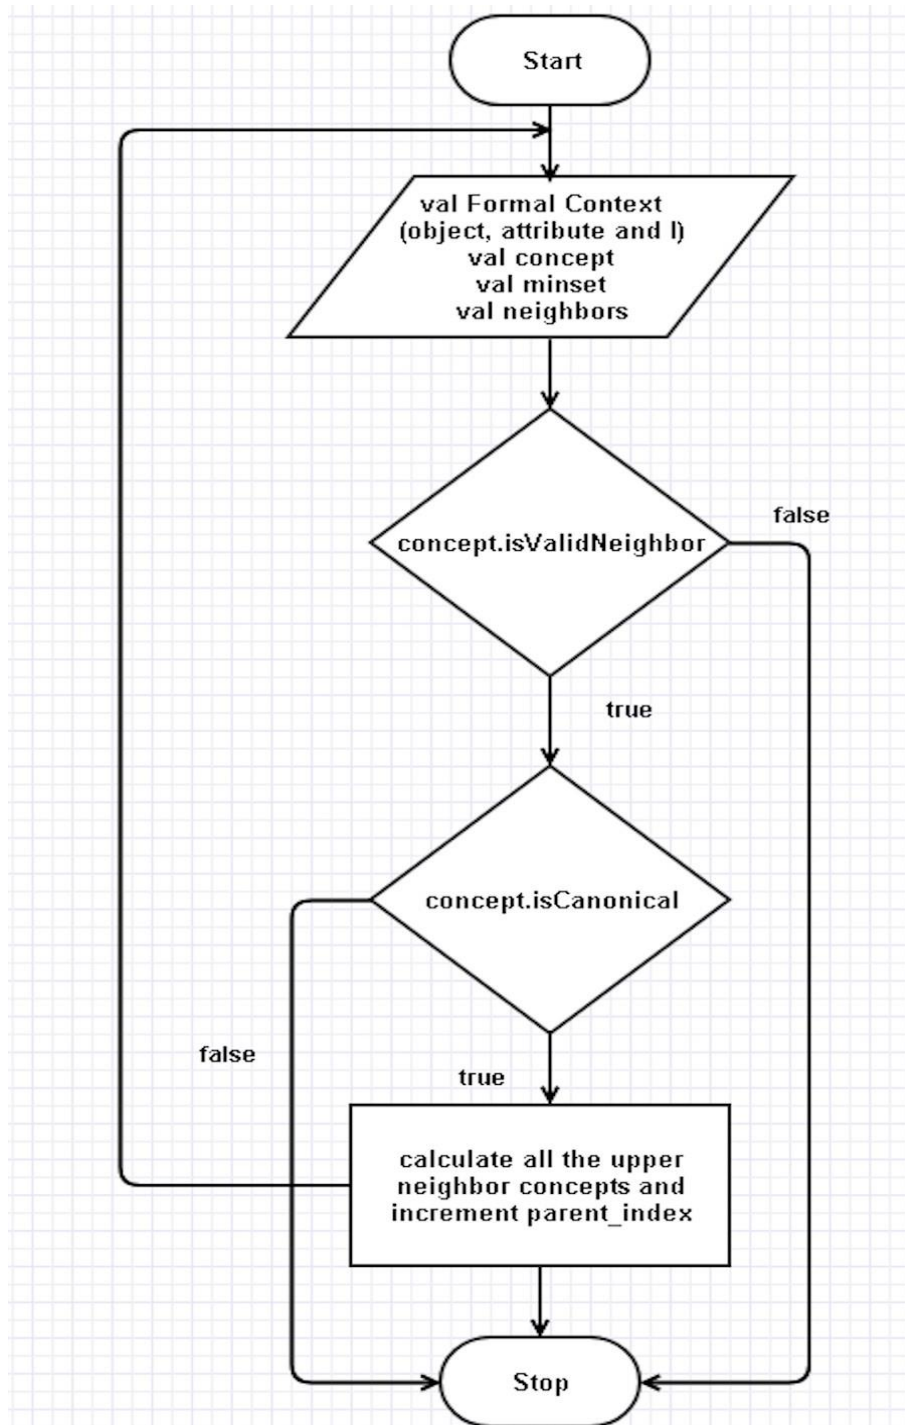 Start
val Formal Context
(object, attribute and I)
val concept
val minset
val neighbors
concept.isValidNeighbor
false
true
concept.isCanonical
false
true
calculate all the upper
neighbor concepts and
increment parent_index
Stop